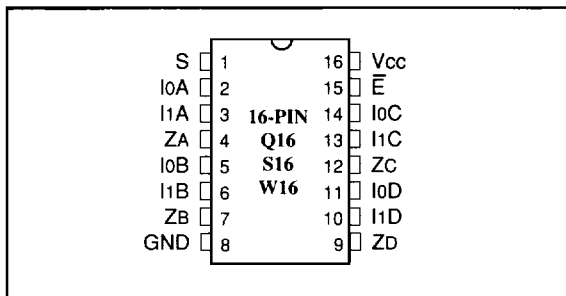 S 1 16 Vcc
I0A 2 15 E̅
I1A 3 16-PIN 14 I0C
ZA 4 Q16 13 I1C
I0B 5 S16 12 ZC
I1B 6 W16 11 I0D
ZB 7 10 I1D
GND 8 9 ZD